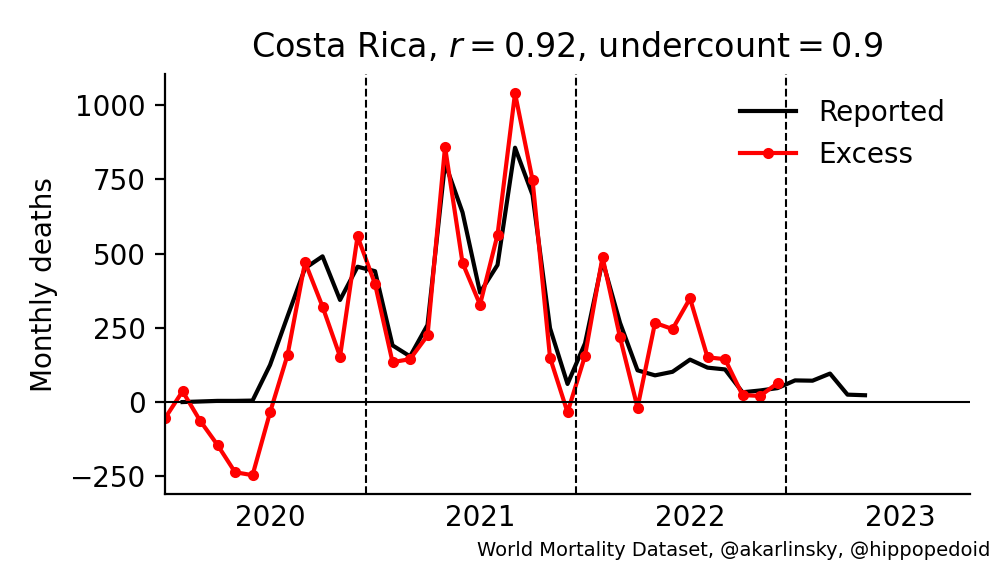 Costa Rica, r = 0.92, undercount = 0.9
1000
750
500
250
0
−250
Monthly deaths
Reported
Excess
2020
2021
2022
2023
World Mortality Dataset, @akarlinsky, @hippopedoid